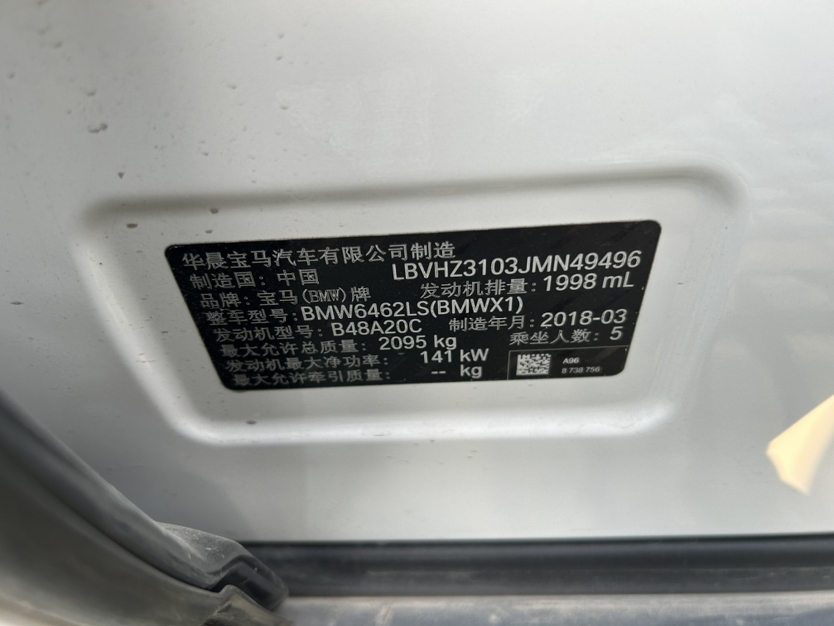 华晨宝马汽车有限公司制造
制造国: 中国 LBVHZ3103JMN49496
品牌: 宝马(BMW)牌 发动机排量: 1998 mL
整车型号: BMW6462LS(BMWX1)
发动机型号: B48A20C 制造年月: 2018-03
最大允许总质量: 2095 kg 乘坐人数: 5
发动机最大净功率: 141 kW
最大允许牵引质量: -- kg
A96
8 738 756